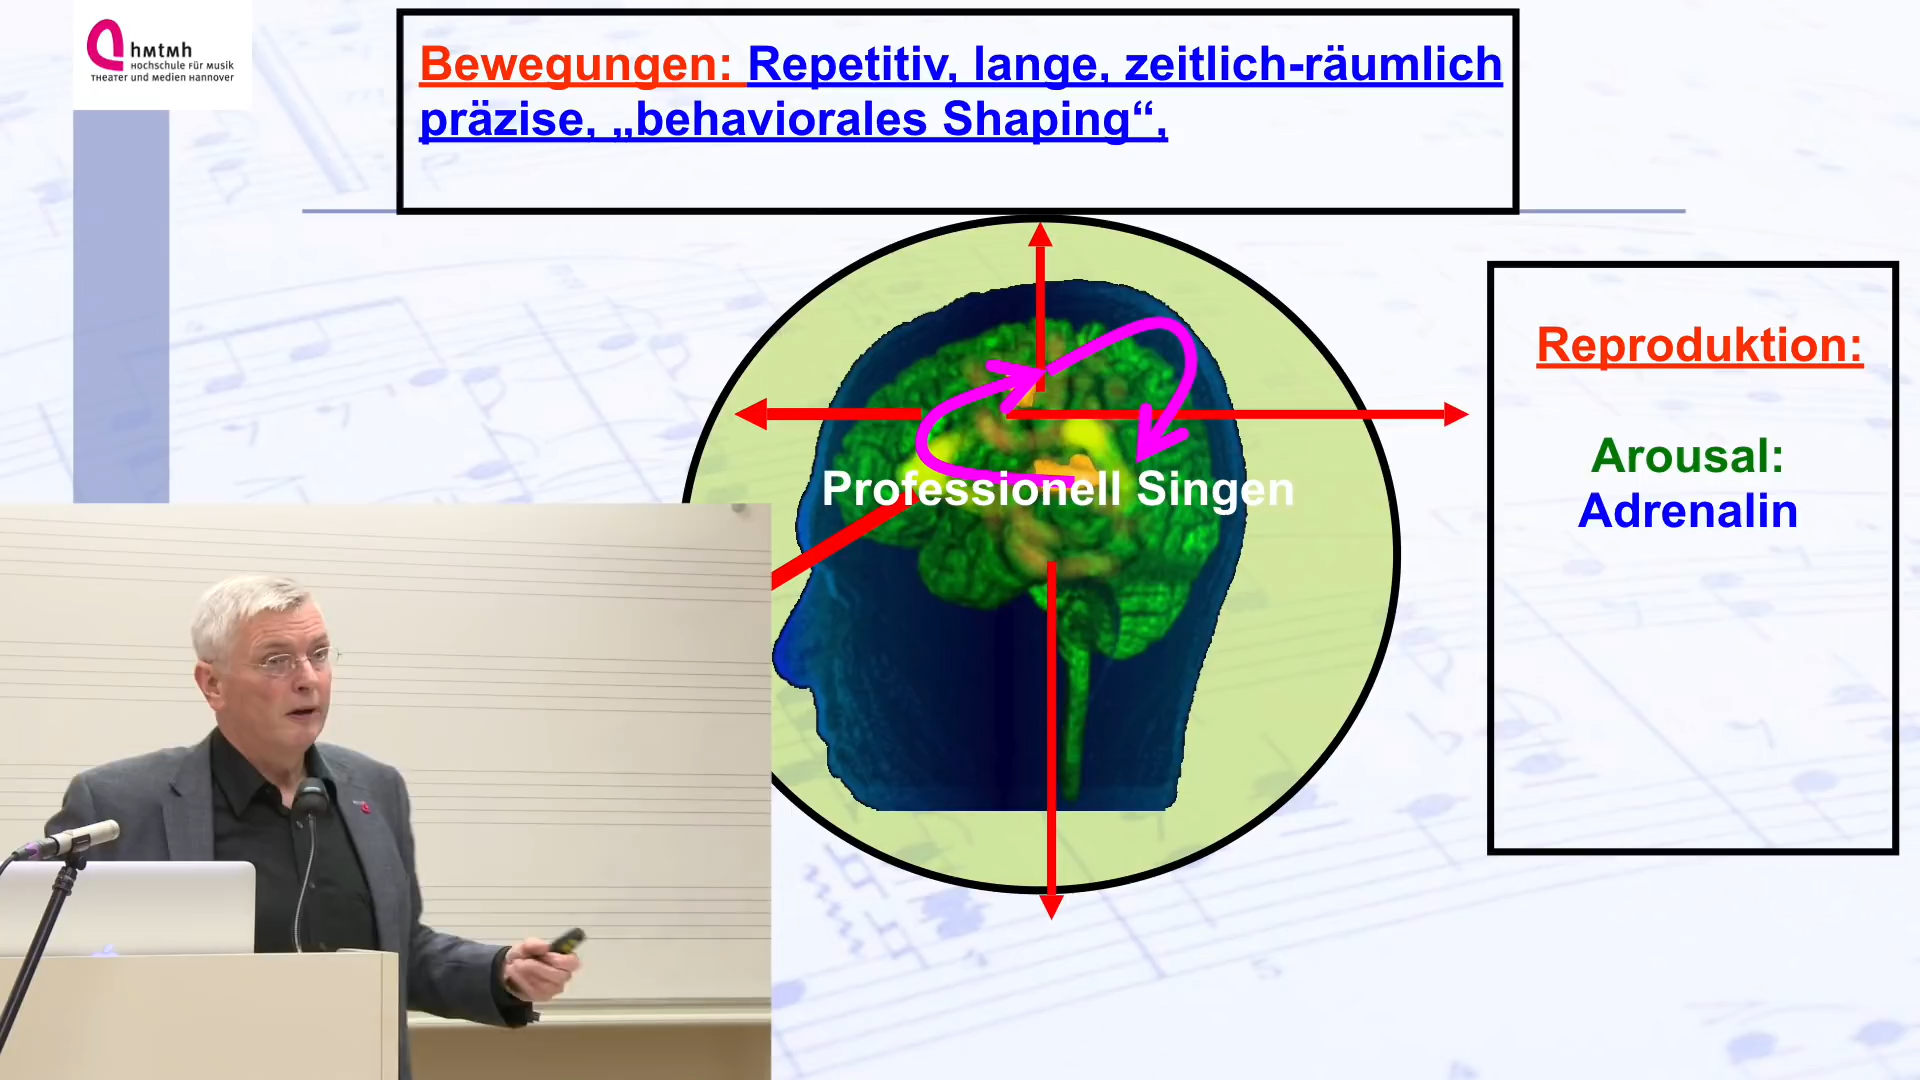 hmtmh
Hochschule für Musik
Theater und Medien Hannover
Bewegungen: Repetitiv, lange, zeitlich-räumlich
präzise, „behaviorales Shaping“,
Reproduktion:
Arousal:
Adrenalin
Professionell Singen